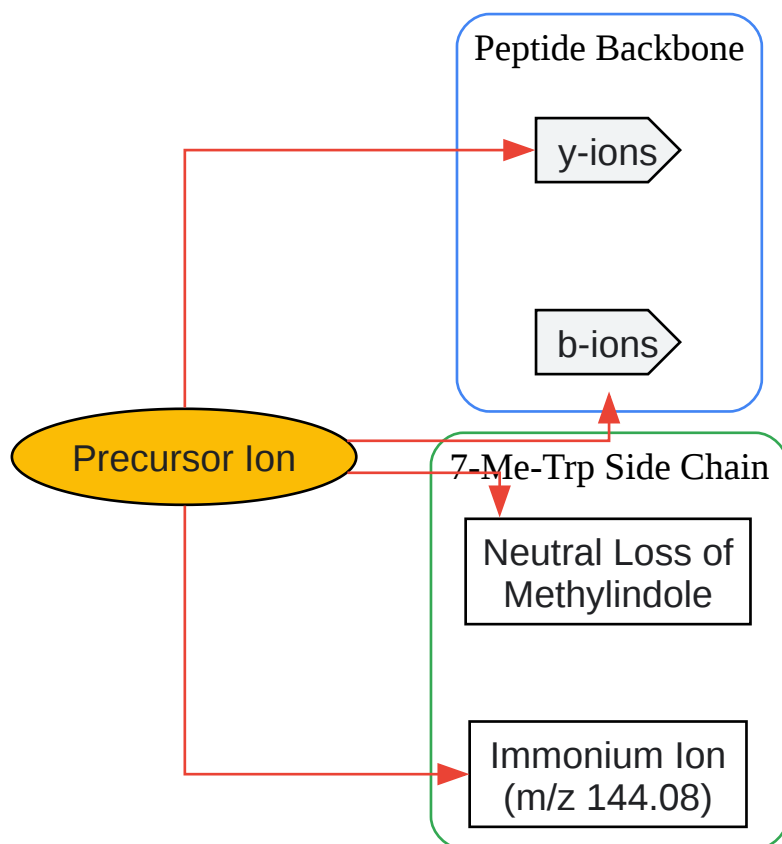 Peptide Backbone
y-ions
b-ions
Precursor Ion
7-Me-Trp Side Chain
Neutral Loss of
Methylindole
Immonium Ion
(m/z 144.08)